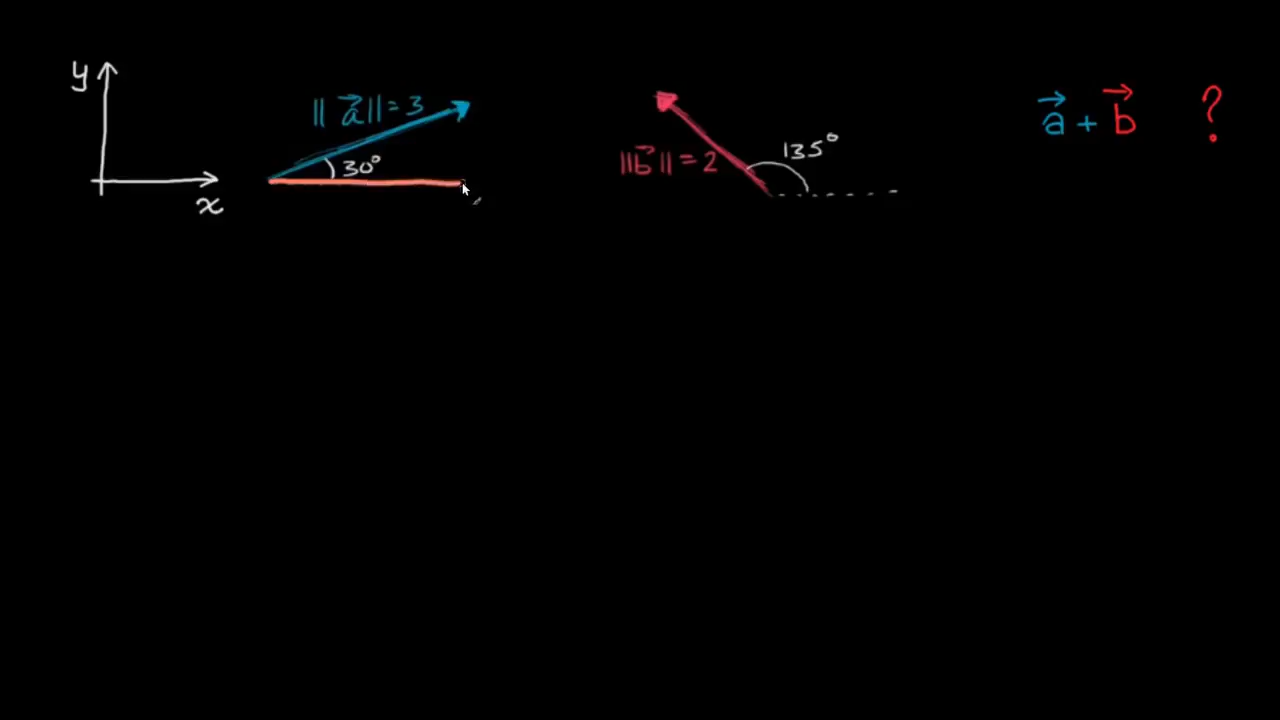 y
x
||a⃗|| = 3
30°
||b⃗|| = 2
135°
a⃗ + b⃗ ?